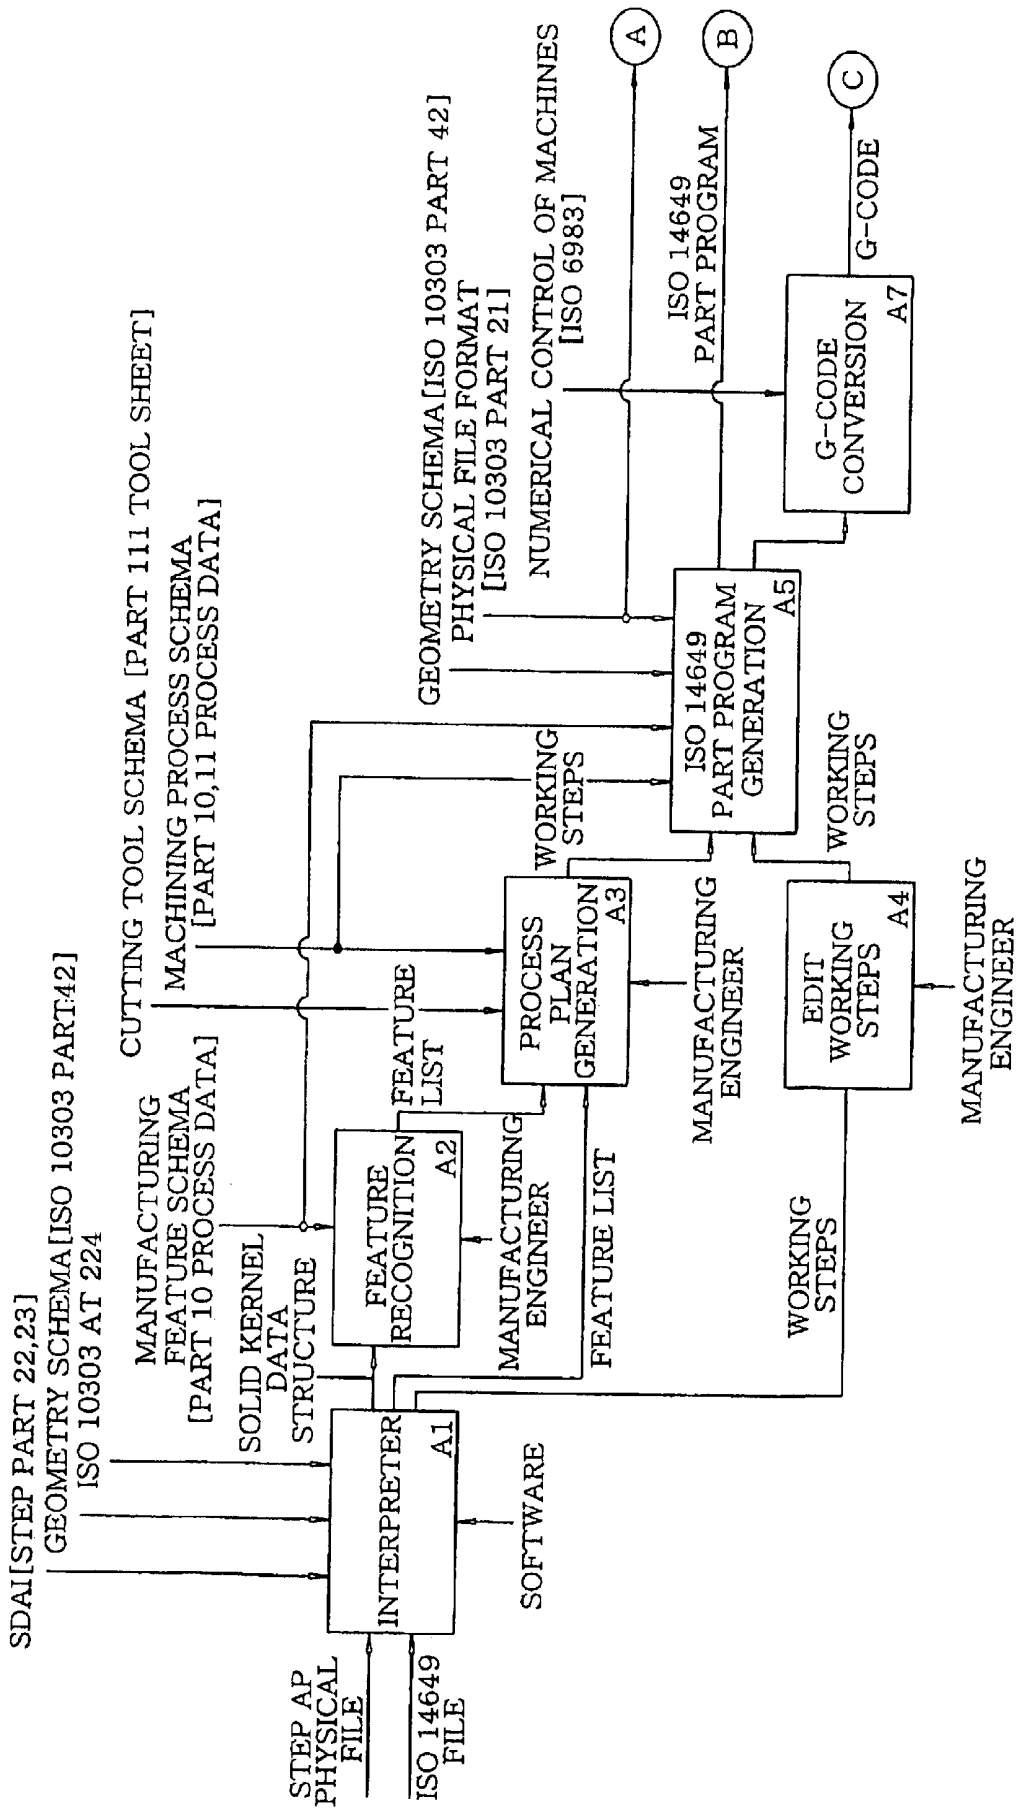 SDAI[STEP PART 22,23]
GEOMETRY SCHEMA[ISO 10303 PART42]
ISO 10303 AT 224
MANUFACTURING
FEATURE SCHEMA
[PART 10 PROCESS DATA]
CUTTING TOOL SCHEMA [PART 111 TOOL SHEET]
MACHINING PROCESS SCHEMA
[PART 10,11 PROCESS DATA]
GEOMETRY SCHEMA[ISO 10303 PART 42]
PHYSICAL FILE FORMAT
[ISO 10303 PART 21]
NUMERICAL CONTROL OF MACHINES
[ISO 6983]
STEP AP
PHYSICAL
FILE
ISO 14649
FILE
INTERPRETER
A1
SOFTWARE
SOLID KERNEL
DATA
STRUCTURE
FEATURE
RECOGNITION
A2
MANUFACTURING
ENGINEER
FEATURE
LIST
FEATURE LIST
PROCESS
PLAN
GENERATION
A3
MANUFACTURING
ENGINEER
WORKING
STEPS
WORKING
STEPS
EDIT
WORKING
STEPS
A4
MANUFACTURING
ENGINEER
WORKING
STEPS
ISO 14649
PART PROGRAM
GENERATION
A5
ISO 14649
PART PROGRAM
G-CODE
CONVERSION
A7
G-CODE
A
B
C